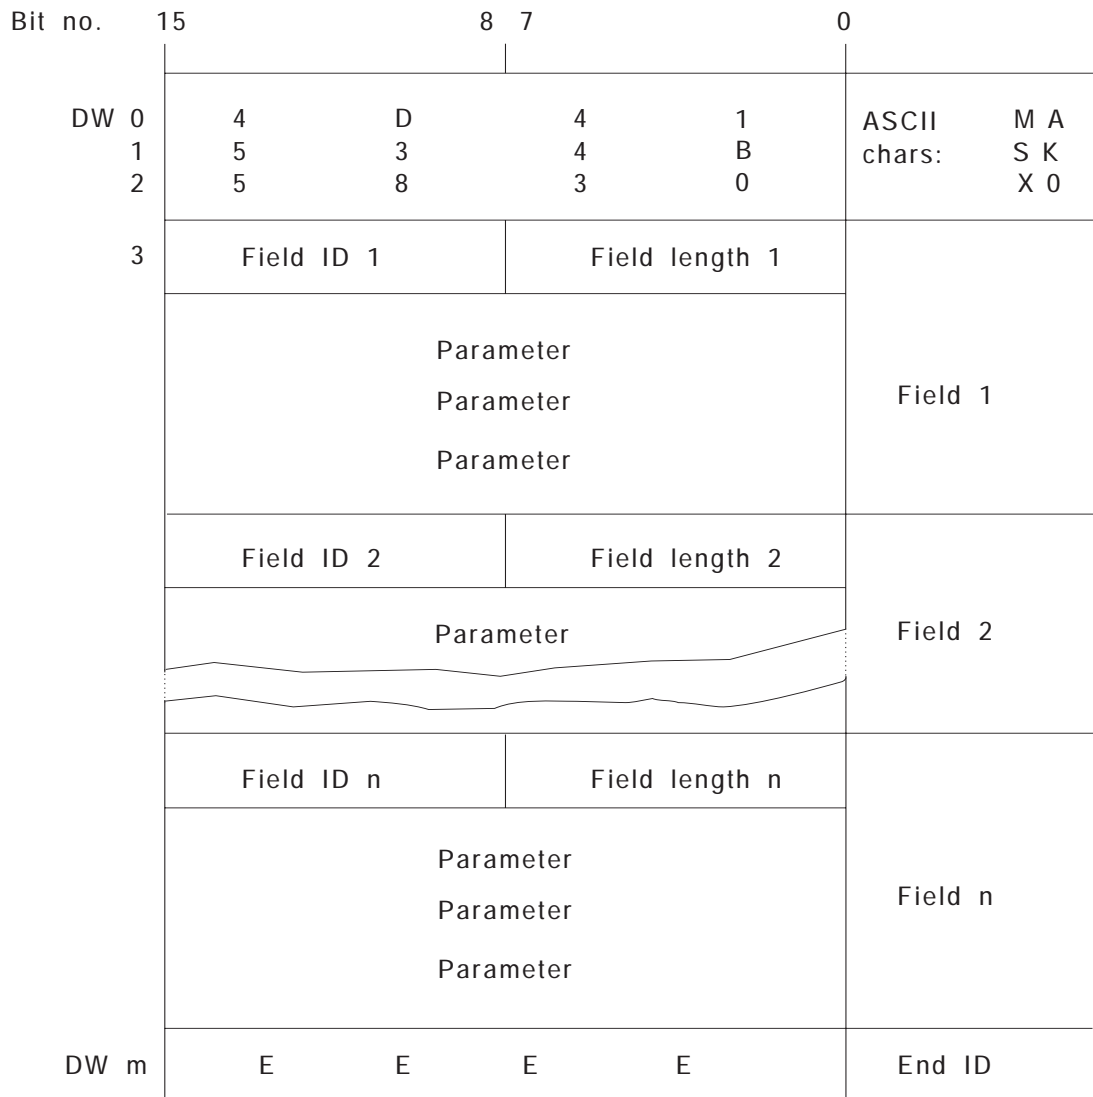 Bit no. 15 8 7 0
DW 0 4 D 4 1 ASCII M A
1 5 3 4 B chars: S K
2 5 8 3 0 X 0
3 Field ID 1 Field length 1
Parameter
Parameter Field 1
Parameter
Field ID 2 Field length 2
Parameter Field 2
Field ID n Field length n
Parameter
Parameter Field n
Parameter
DW m E E E E End ID